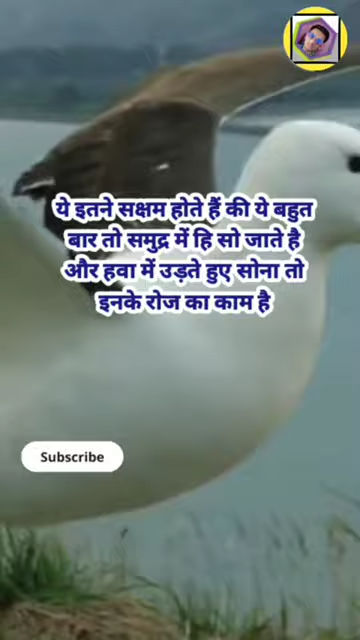 ये इतने सक्षम होते हैं की ये बहुत
बार तो समुद्र में हि सो जाते है
और हवा में उड़ते हुए सोना तो
इनके रोज का काम है
Subscribe